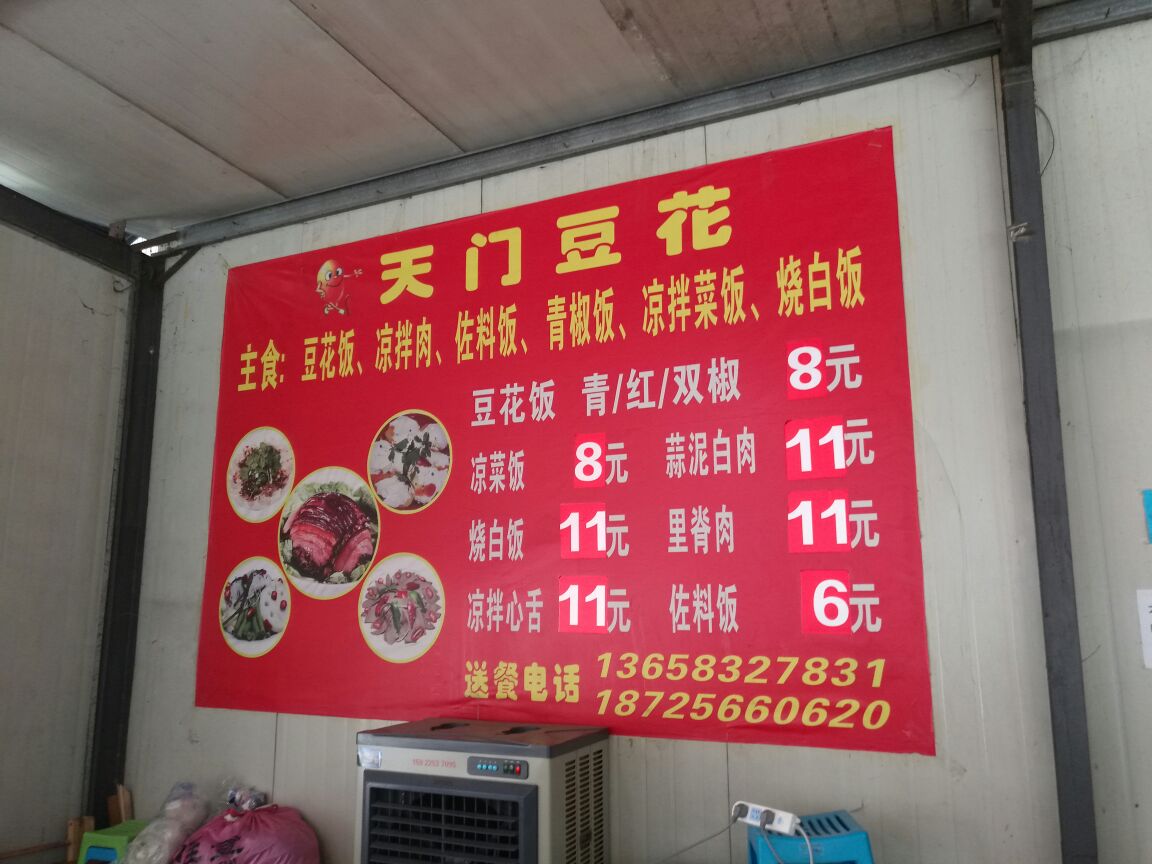 天门豆花
主食：豆花饭、凉拌肉、佐料饭、青椒饭、凉拌菜饭、烧白饭
豆花饭 青/红/双椒 8元
凉菜饭 8元 蒜泥白肉 11元
烧白饭 11元 里脊肉 11元
凉拌心舌 11元 佐料饭 6元
送餐电话 13658327831
18725660620